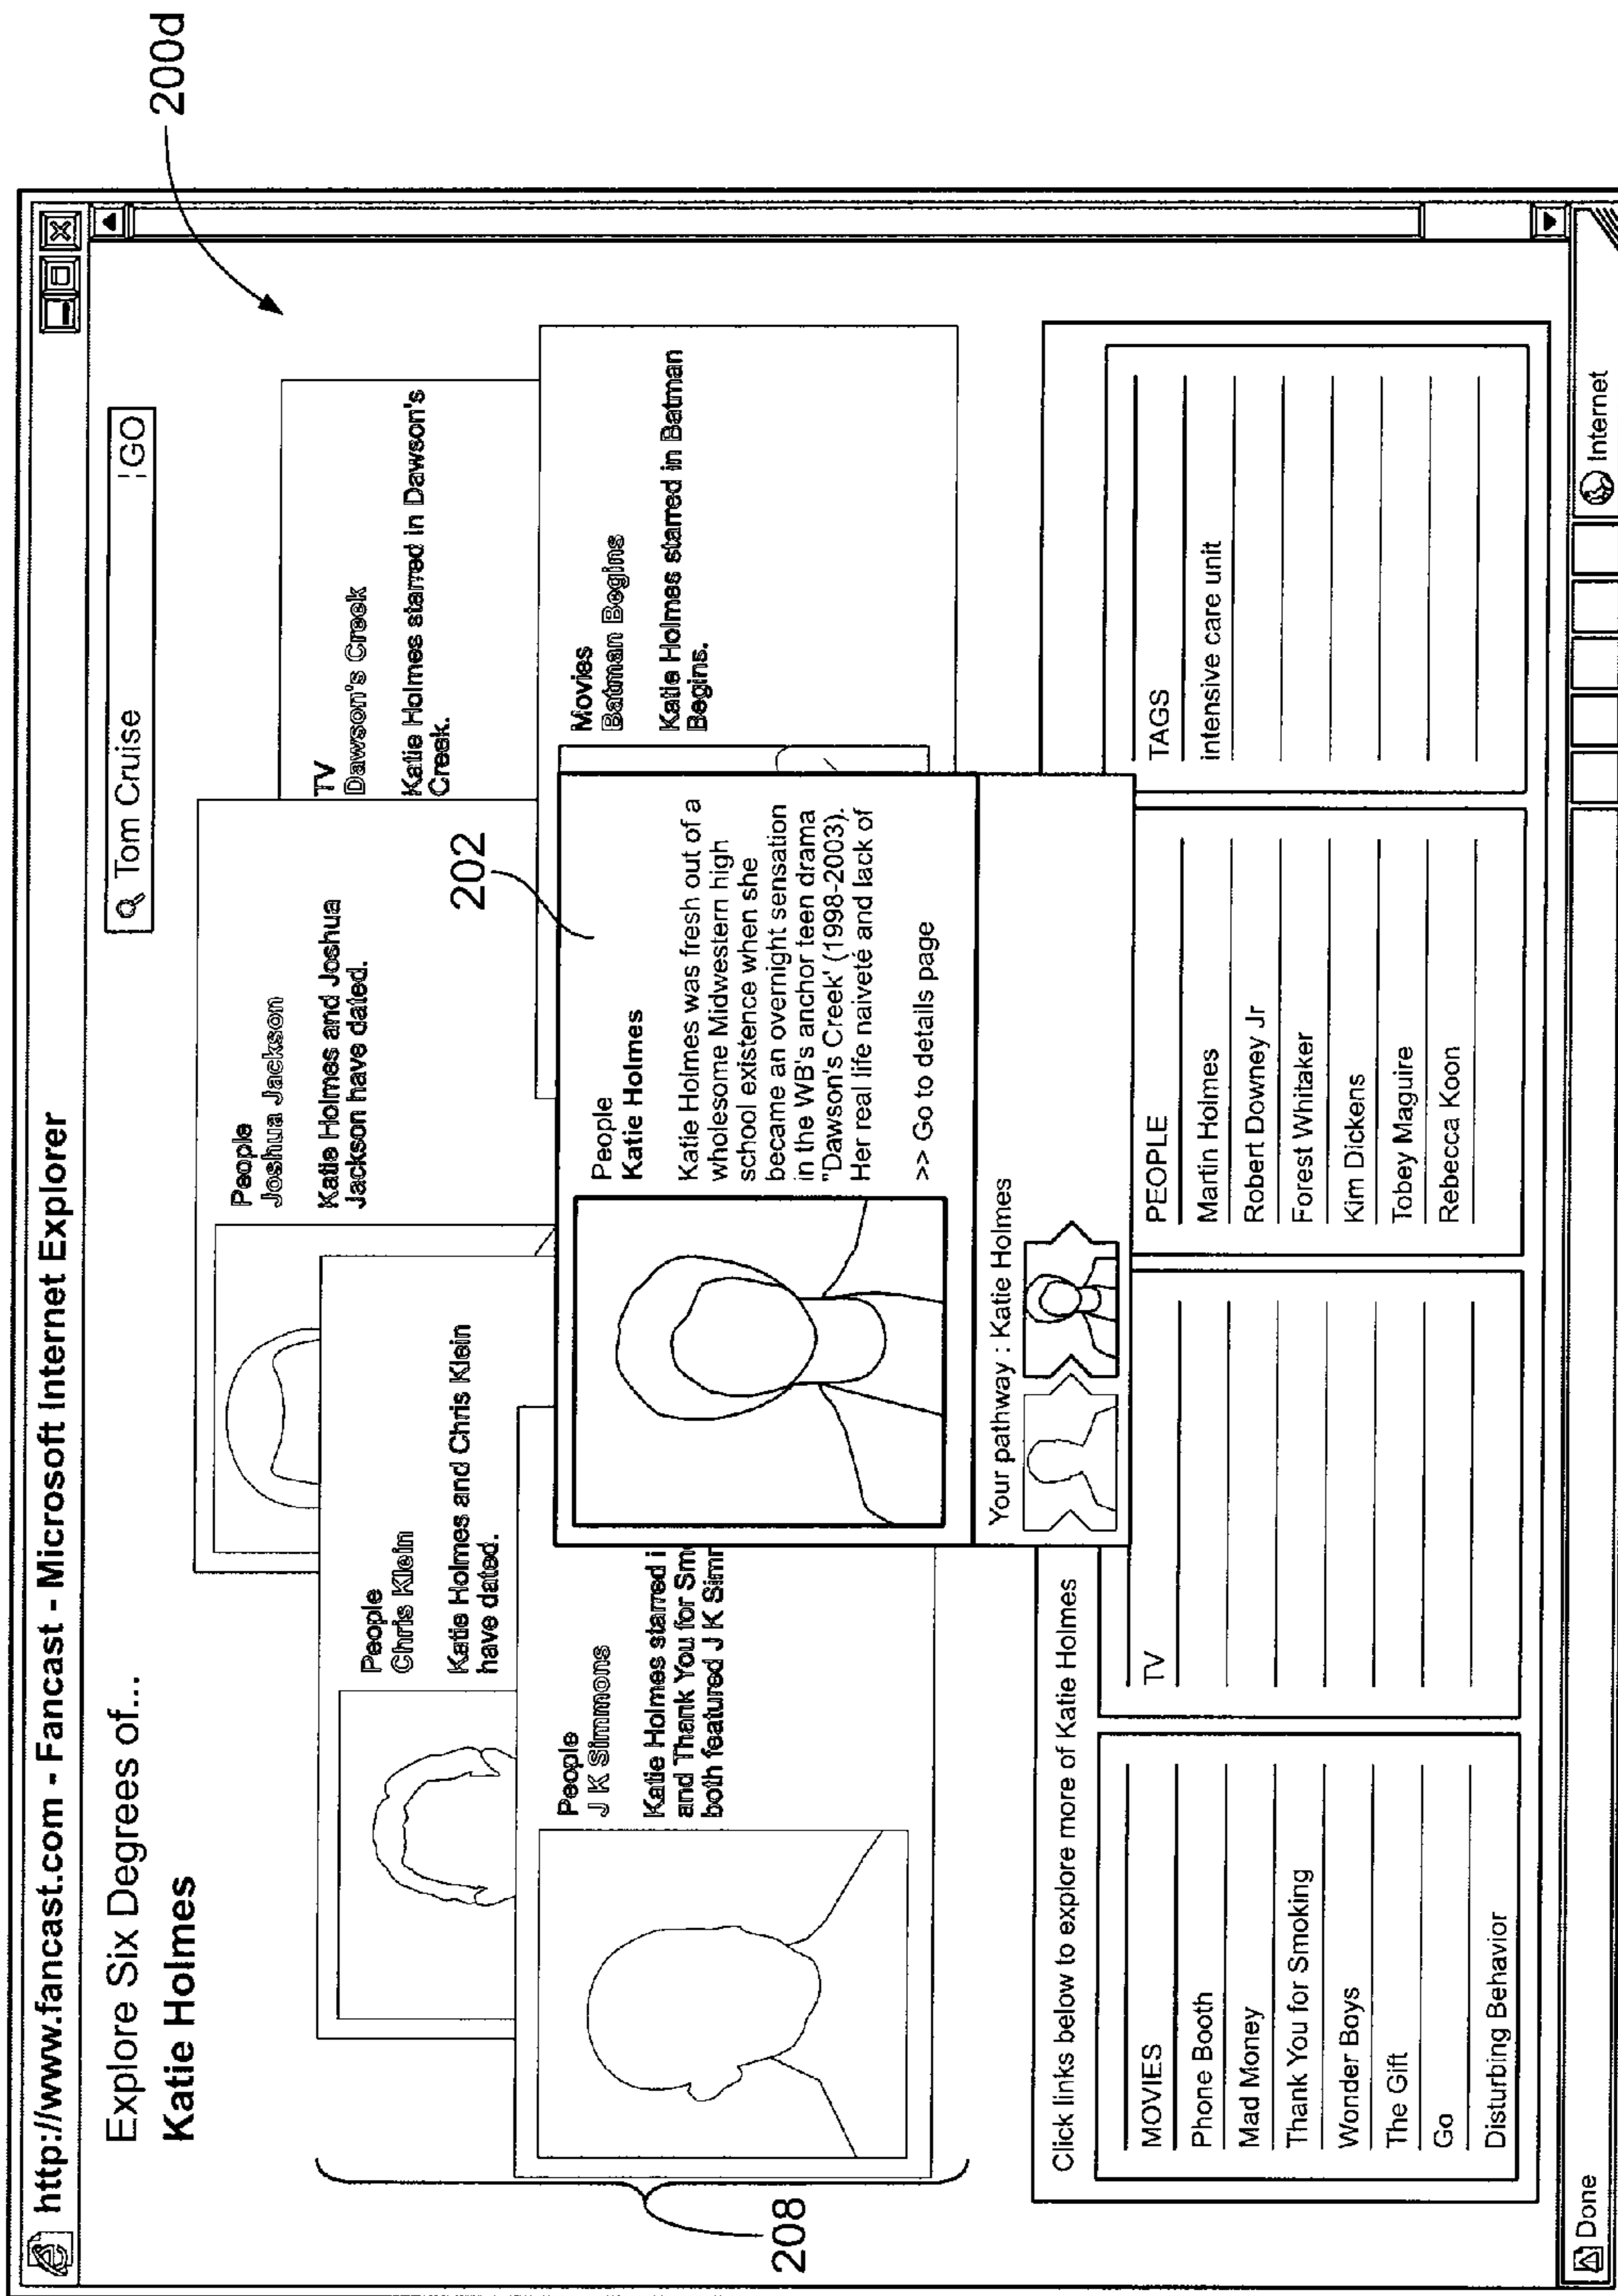 http://www.fancast.com - Fancast - Microsoft Internet Explorer
Explore Six Degrees of...
Katie Holmes
Tom Cruise
GO
200d
People
Joshua Jackson
Katie Holmes and Joshua
Jackson have dated.
TV
Dawson's Creek
Katie Holmes starred in Dawson's
Creek.
People
Chris Klein
Katie Holmes and Chris Klein
have dated.
202
Movies
Batman Begins
Katie Holmes starred in Batman
Begins.
People
J K Simmons
Katie Holmes starred i
and Thank You for Smo
both featured J K Simr
208
People
Katie Holmes
Katie Holmes was fresh out of a
wholesome Midwestern high
school existence when she
became an overnight sensation
in the WB's anchor teen drama
"Dawson's Creek' (1998-2003).
Her real life naiveté and lack of
>> Go to details page
Your pathway : Katie Holmes
Click links below to explore more of Katie Holmes
MOVIES
Phone Booth
Mad Money
Thank You for Smoking
Wonder Boys
The Gift
Go
Disturbing Behavior
TV
PEOPLE
Martin Holmes
Robert Downey Jr
Forest Whitaker
Kim Dickens
Tobey Maguire
Rebecca Koon
TAGS
intensive care unit
Done
Internet